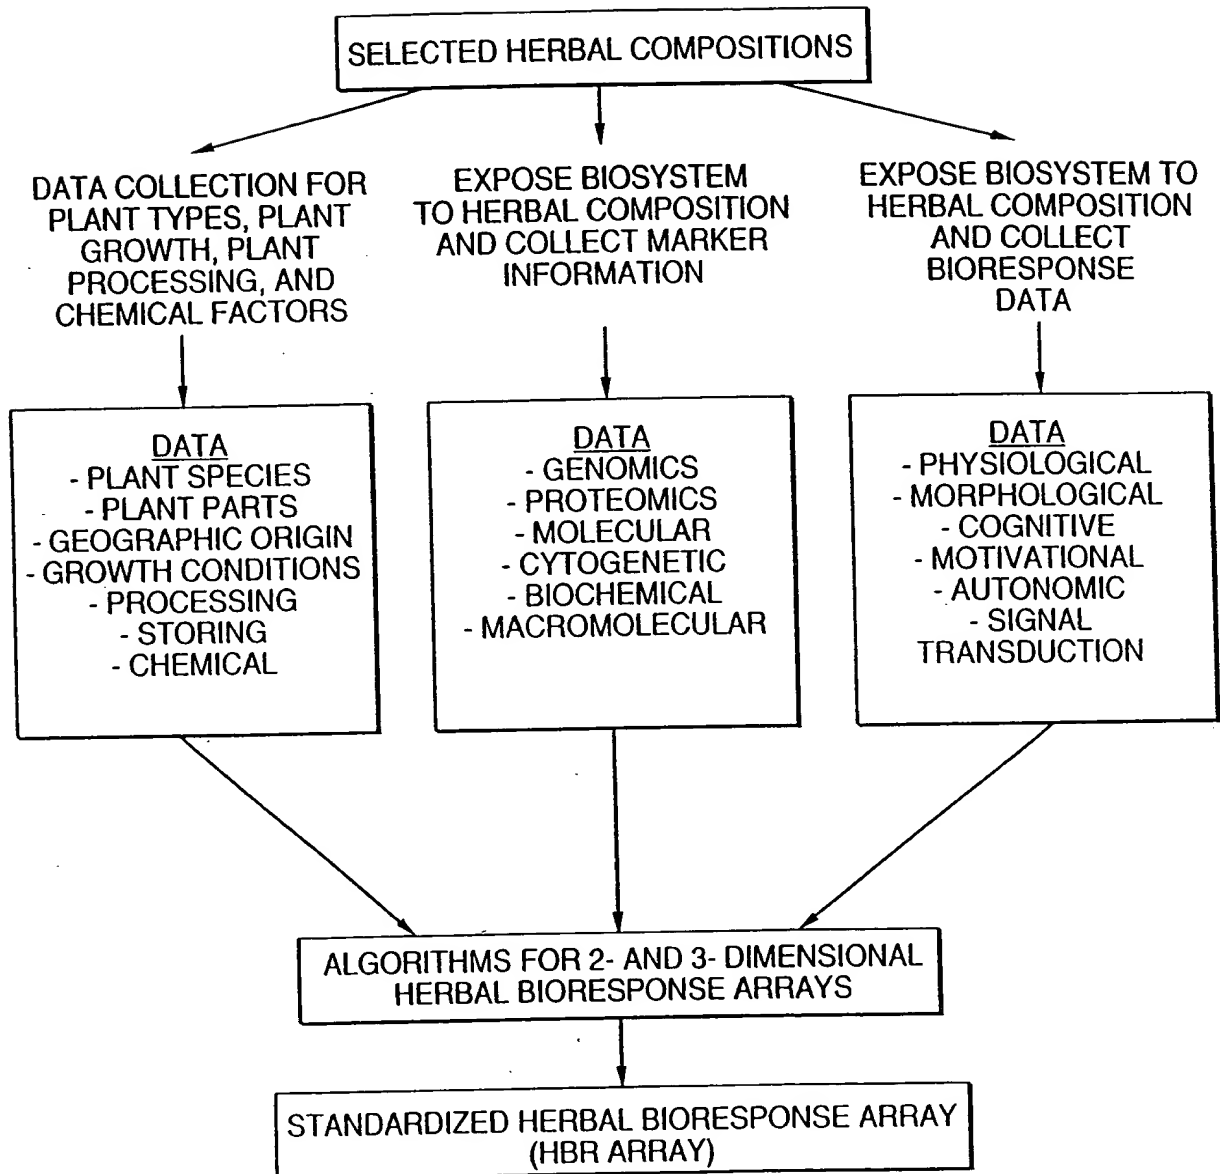 SELECTED HERBAL COMPOSITIONS
DATA COLLECTION FOR
PLANT TYPES, PLANT
GROWTH, PLANT
PROCESSING, AND
CHEMICAL FACTORS
EXPOSE BIOSYSTEM
TO HERBAL COMPOSITION
AND COLLECT MARKER
INFORMATION
EXPOSE BIOSYSTEM TO
HERBAL COMPOSITION
AND COLLECT
BIORESPONSE
DATA
DATA
- PLANT SPECIES
- PLANT PARTS
- GEOGRAPHIC ORIGIN
- GROWTH CONDITIONS
- PROCESSING
- STORING
- CHEMICAL
DATA
- GENOMICS
- PROTEOMICS
- MOLECULAR
- CYTOGENETIC
- BIOCHEMICAL
- MACROMOLECULAR
DATA
- PHYSIOLOGICAL
- MORPHOLOGICAL
- COGNITIVE
- MOTIVATIONAL
- AUTONOMIC
- SIGNAL
TRANSDUCTION
ALGORITHMS FOR 2- AND 3- DIMENSIONAL
HERBAL BIORESPONSE ARRAYS
STANDARDIZED HERBAL BIORESPONSE ARRAY
(HBR ARRAY)